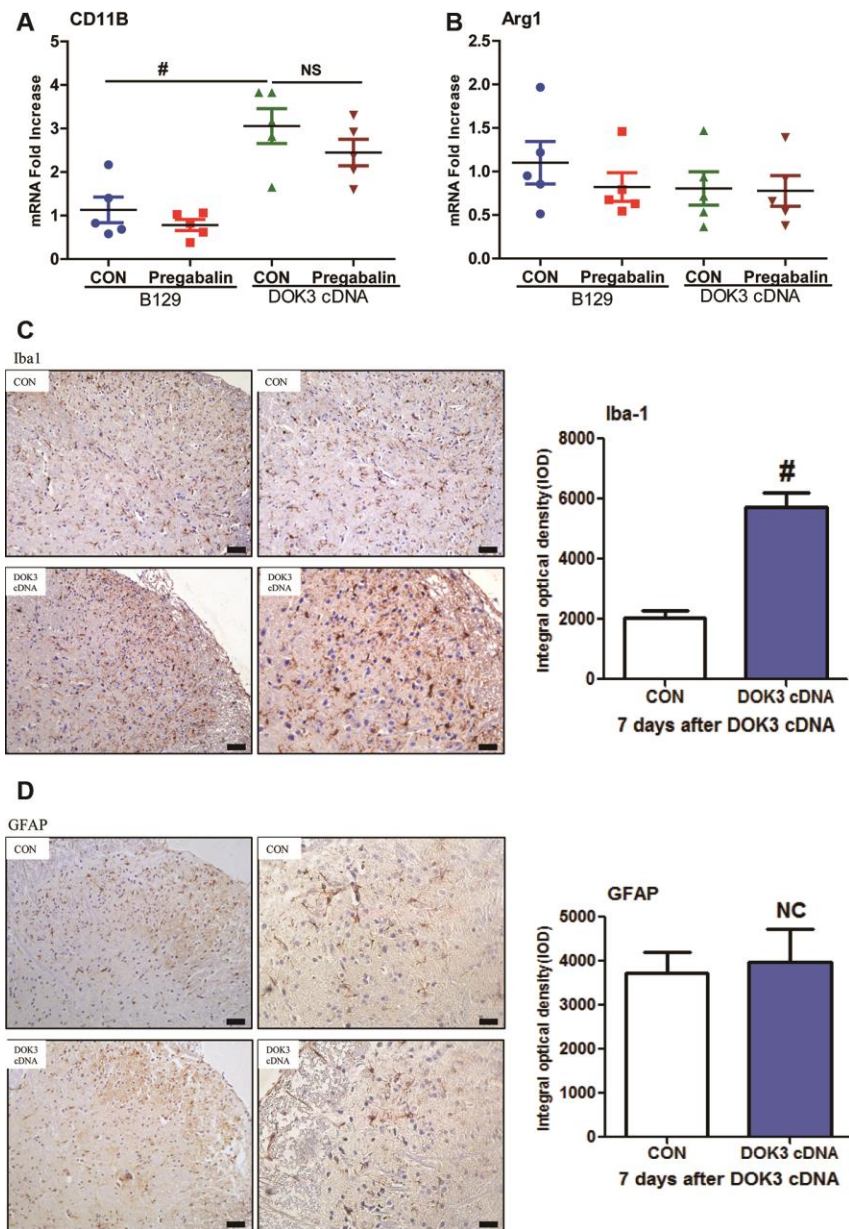 A
CD11B
mRNA Fold Increase
5
4
3
2
1
0
#
NS
CON
Pregabalin
CON
Pregabalin
B129
DOK3 cDNA
B
Arg1
mRNA Fold Increase
2.5
2.0
1.5
1.0
0.5
0.0
CON
Pregabalin
CON
Pregabalin
B129
DOK3 cDNA
C
Iba1
CON
CON
DOK3
cDNA
DOK3
cDNA
Iba-1
Integral optical density(IOD)
8000
6000
4000
2000
0
#
CON
DOK3 cDNA
7 days after DOK3 cDNA
D
GFAP
CON
CON
DOK3
cDNA
DOK3
cDNA
GFAP
Integral optical density(IOD)
5000
4000
3000
2000
1000
0
NC
CON
DOK3 cDNA
7 days after DOK3 cDNA